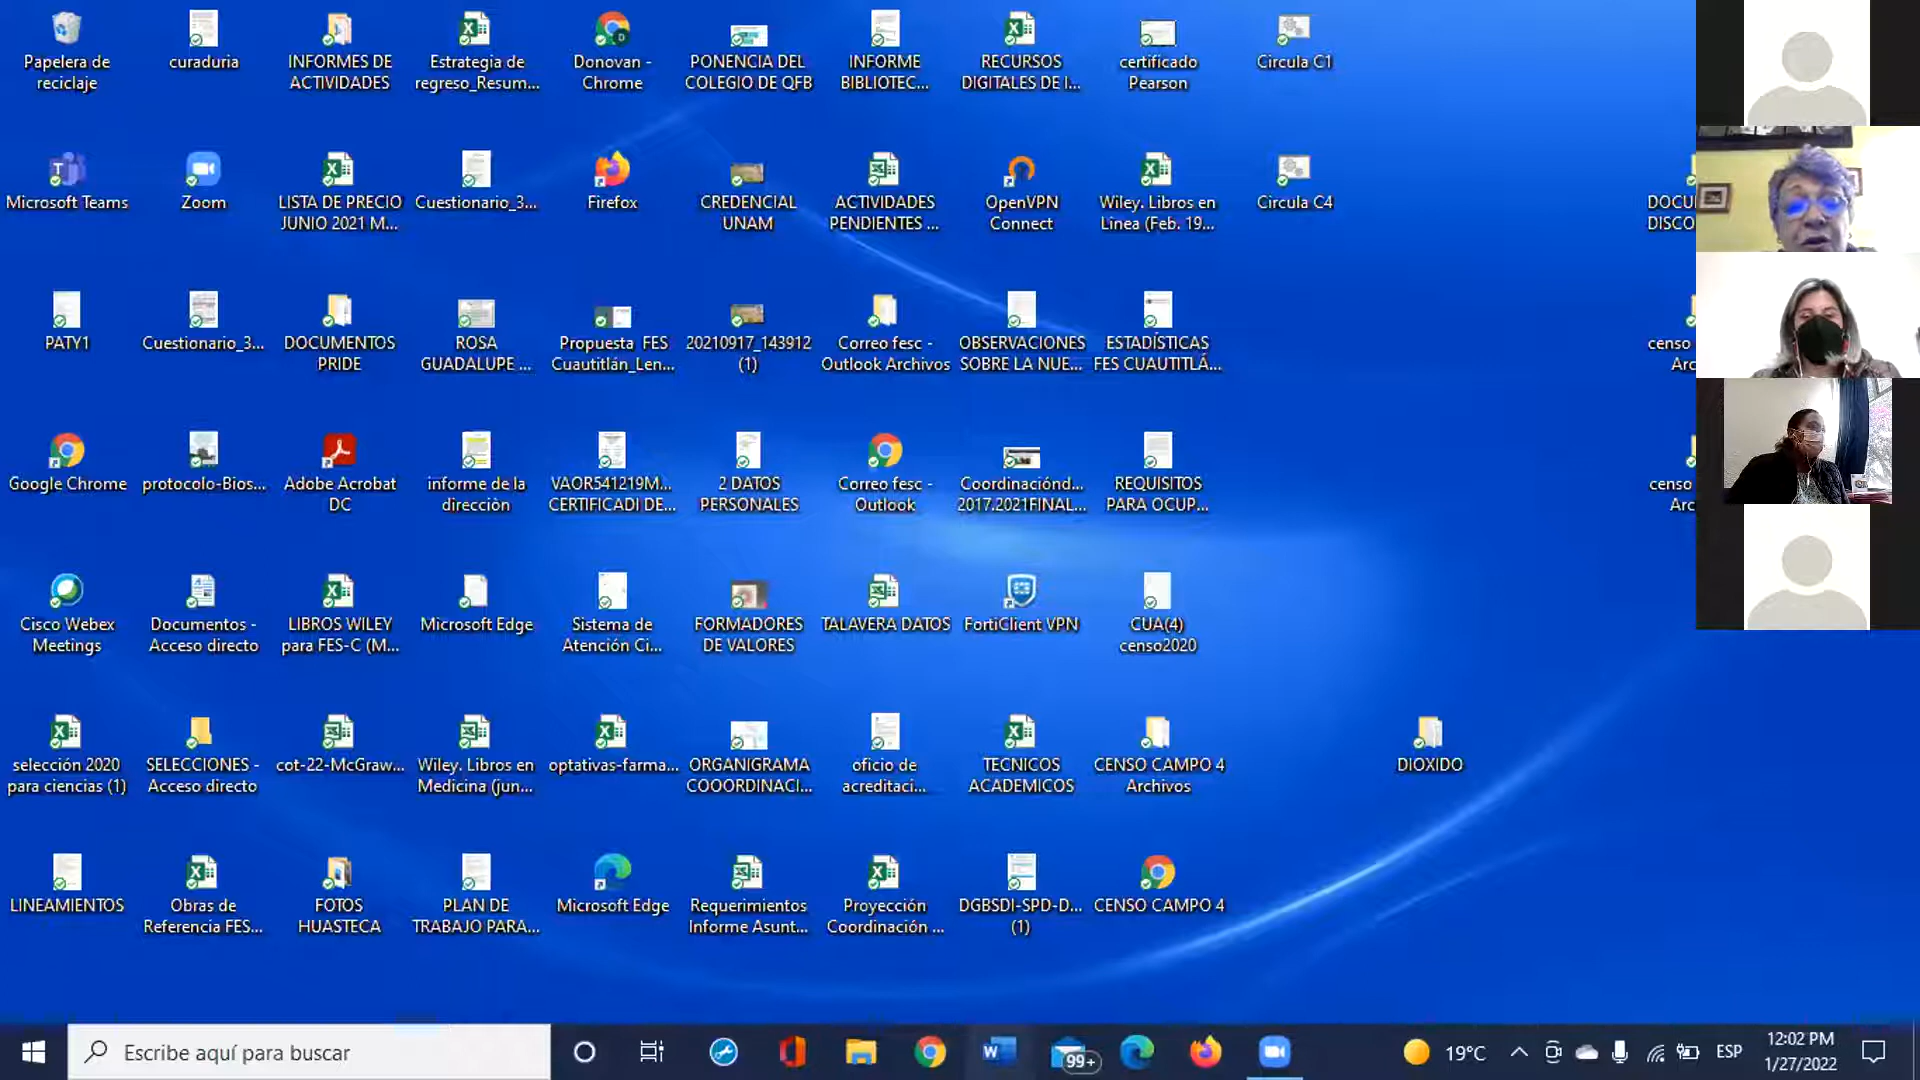 Papelera de
reciclaje
curaduria
INFORMES DE
ACTIVIDADES
Estrategia de
regreso_Resum...
Donovan -
Chrome
PONENCIA DEL
COLEGIO DE QFB
INFORME
BIBLIOTEC...
RECURSOS
DIGITALES DE I...
certificado
Pearson
Circula C1
Microsoft Teams
Zoom
LISTA DE PRECIO
JUNIO 2021 M...
Cuestionario_3...
Firefox
CREDENCIAL
UNAM
ACTIVIDADES
PENDIENTES ...
OpenVPN
Connect
Wiley. Libros en
Linea (Feb. 19...
Circula C4
DOCU
DISCO
PATY1
Cuestionario_3...
DOCUMENTOS
PRIDE
ROSA
GUADALUPE ...
Propuesta FES
Cuautitlán_Len...
20210917_143912
(1)
Correo fesc -
Outlook Archivos
OBSERVACIONES
SOBRE LA NUE...
ESTADÍSTICAS
FES CUAUTITLÁ...
censo
Arc
Google Chrome
protocolo-Bios...
Adobe Acrobat
DC
informe de la
direcciòn
VAOR541219M...
CERTIFICADI DE...
2 DATOS
PERSONALES
Correo fesc -
Outlook
Coordinaciónd...
2017.2021FINAL...
REQUISITOS
PARA OCUP...
censo
Arc
Cisco Webex
Meetings
Documentos -
Acceso directo
LIBROS WILEY
para FES-C (M...
Microsoft Edge
Sistema de
Atención Ci...
FORMADORES
DE VALORES
TALAVERA DATOS
FortiClient VPN
CUA(4)
censo2020
selección 2020
para ciencias (1)
SELECCIONES -
Acceso directo
cot-22-McGraw...
Wiley. Libros en
Medicina (jun...
optativas-farma...
ORGANIGRAMA
COOORDINACI...
oficio de
acreditaci...
TECNICOS
ACADEMICOS
CENSO CAMPO 4
Archivos
DIOXIDO
LINEAMIENTOS
Obras de
Referencia FES...
FOTOS
HUASTECA
PLAN DE
TRABAJO PARA...
Microsoft Edge
Requerimientos
Informe Asunt...
Proyección
Coordinación ...
DGBSDI-SPD-D...
(1)
CENSO CAMPO 4
Escribe aquí para buscar
99+
19°C
ESP
12:02 PM
1/27/2022